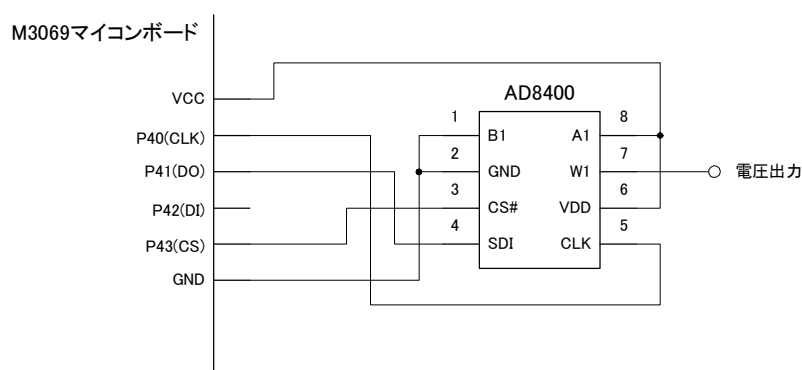 M3069マイコンボード
VCC
P40(CLK)
P41(DO)
P42(DI)
P43(CS)
GND
AD8400
1
2
3
4
B1
GND
CS#
SDI
A1
W1
VDD
CLK
8
7
6
5
電圧出力